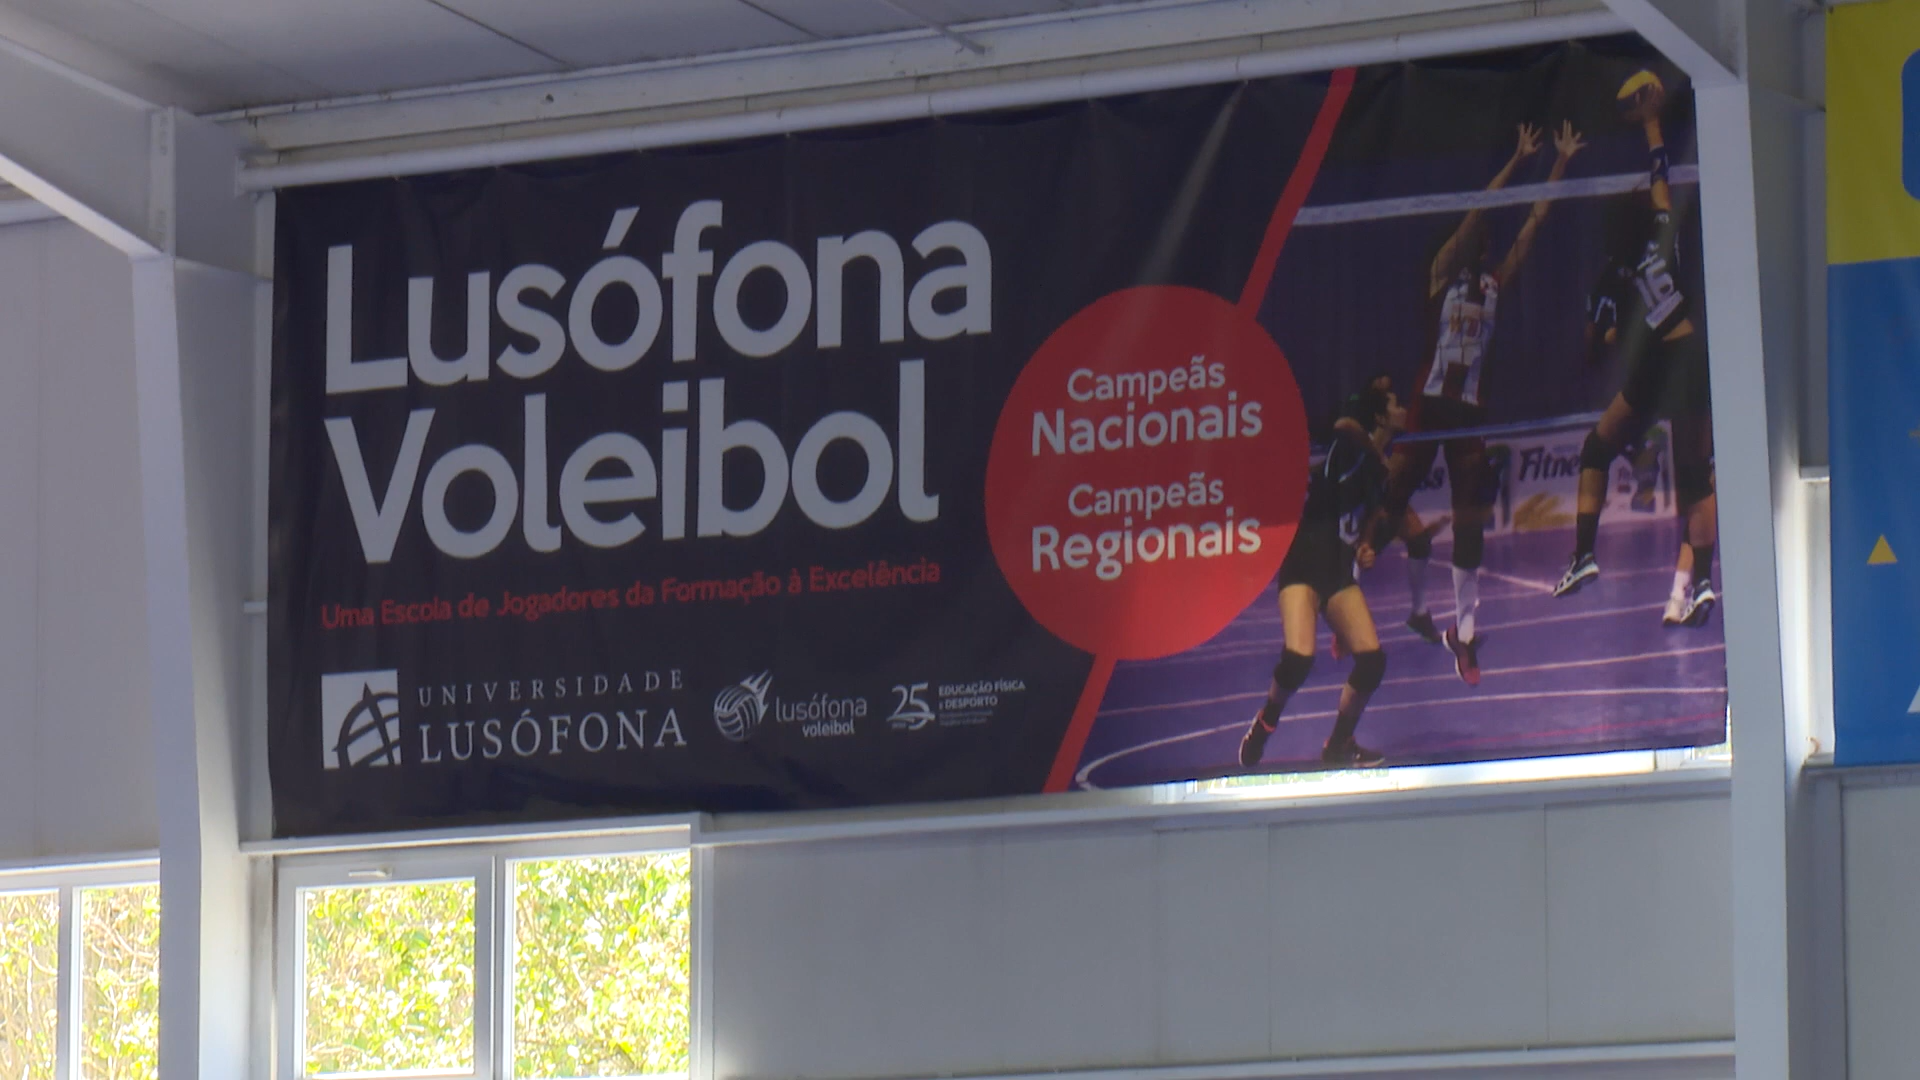 Lusófona
Voleibol
Uma Escola de Jogadores da Formação à Excelência
Campeãs
Nacionais
Campeãs
Regionais
UNIVERSIDADE
LUSÓFONA
lusófona
voleibol
25
EDUCAÇÃO FÍSICA
e DESPORTO
10